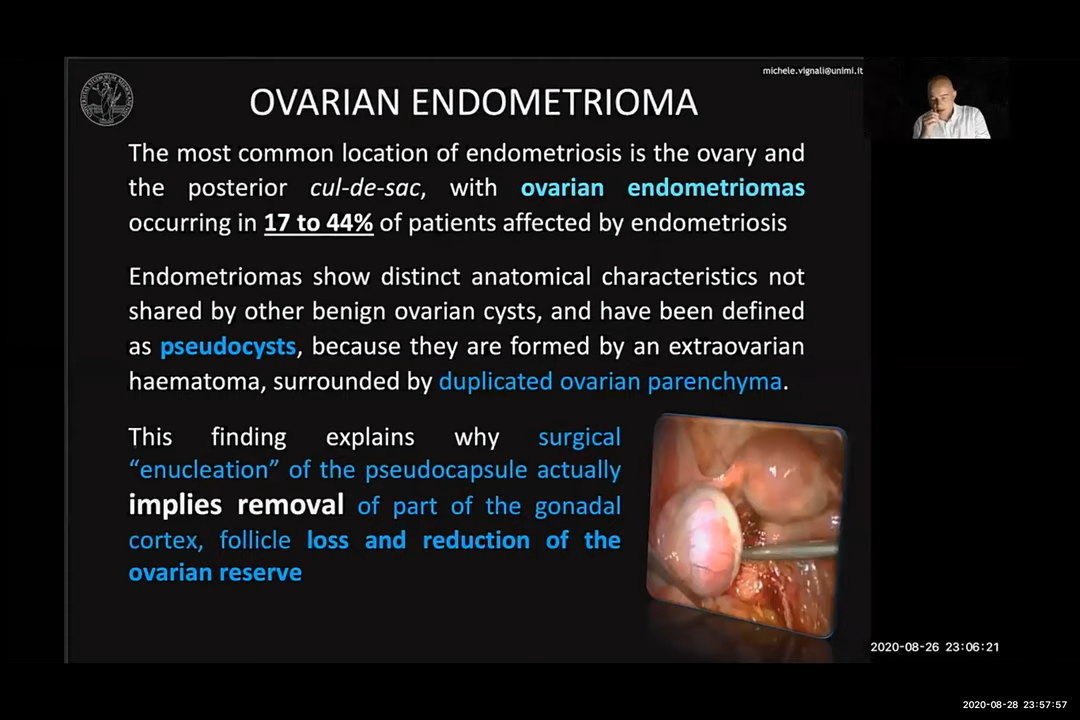 michele.vignali@unimi.it
OVARIAN ENDOMETRIOMA
The most common location of endometriosis is the ovary and
the posterior cul-de-sac, with ovarian endometriomas
occurring in 17 to 44% of patients affected by endometriosis
Endometriomas show distinct anatomical characteristics not
shared by other benign ovarian cysts, and have been defined
as pseudocysts, because they are formed by an extraovarian
haematoma, surrounded by duplicated ovarian parenchyma.
This finding explains why surgical
“enucleation” of the pseudocapsule actually
implies removal of part of the gonadal
cortex, follicle loss and reduction of the
ovarian reserve
2020-08-26 23:06:21
2020-08-28 23:57:57